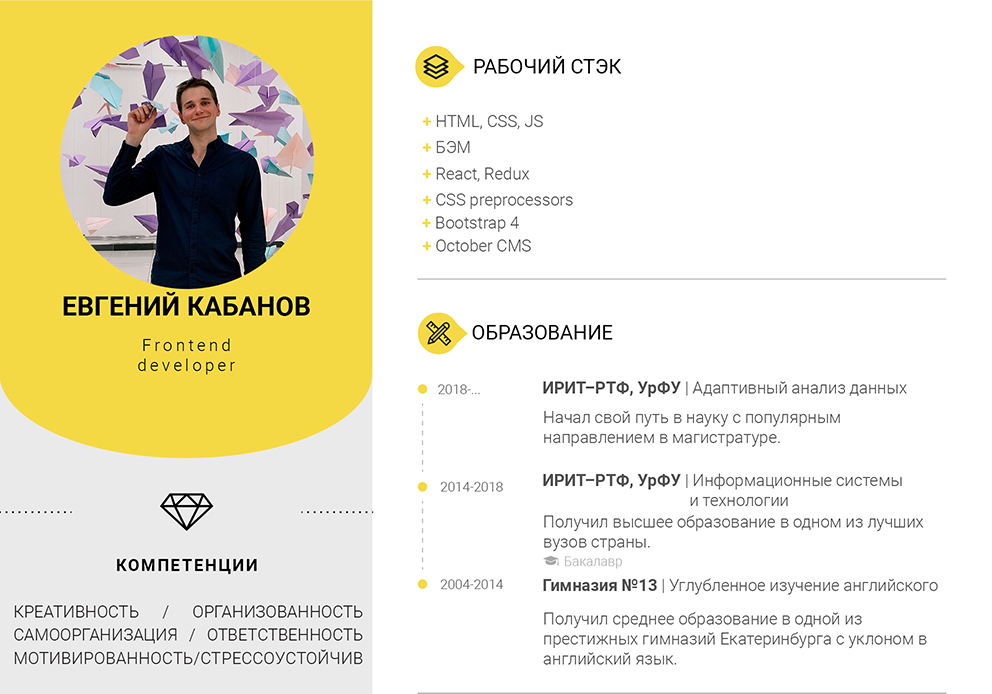 ЕВГЕНИЙ КАБАНОВ
Frontend
developer
КОМПЕТЕНЦИИ
КРЕАТИВНОСТЬ / ОРГАНИЗОВАННОСТЬ
САМООРГАНИЗАЦИЯ / ОТВЕТСТВЕННОСТЬ
МОТИВИРОВАННОСТЬ/СТРЕССОУСТОЙЧИВ
РАБОЧИЙ СТЭК
+ HTML, CSS, JS
+ БЭМ
+ React, Redux
+ CSS preprocessors
+ Bootstrap 4
+ October CMS
ОБРАЗОВАНИЕ
2018-...
ИРИТ–РТФ, УрФУ | Адаптивный анализ данных
Начал свой путь в науку с популярным
направлением в магистратуре.
2014-2018
ИРИТ–РТФ, УрФУ | Информационные системы
и технологии
Получил высшее образование в одном из лучших
вузов страны.
Бакалавр
2004-2014
Гимназия №13 | Углубленное изучение английского
Получил среднее образование в одной из
престижных гимназий Екатеринбурга с уклоном в
английский язык.